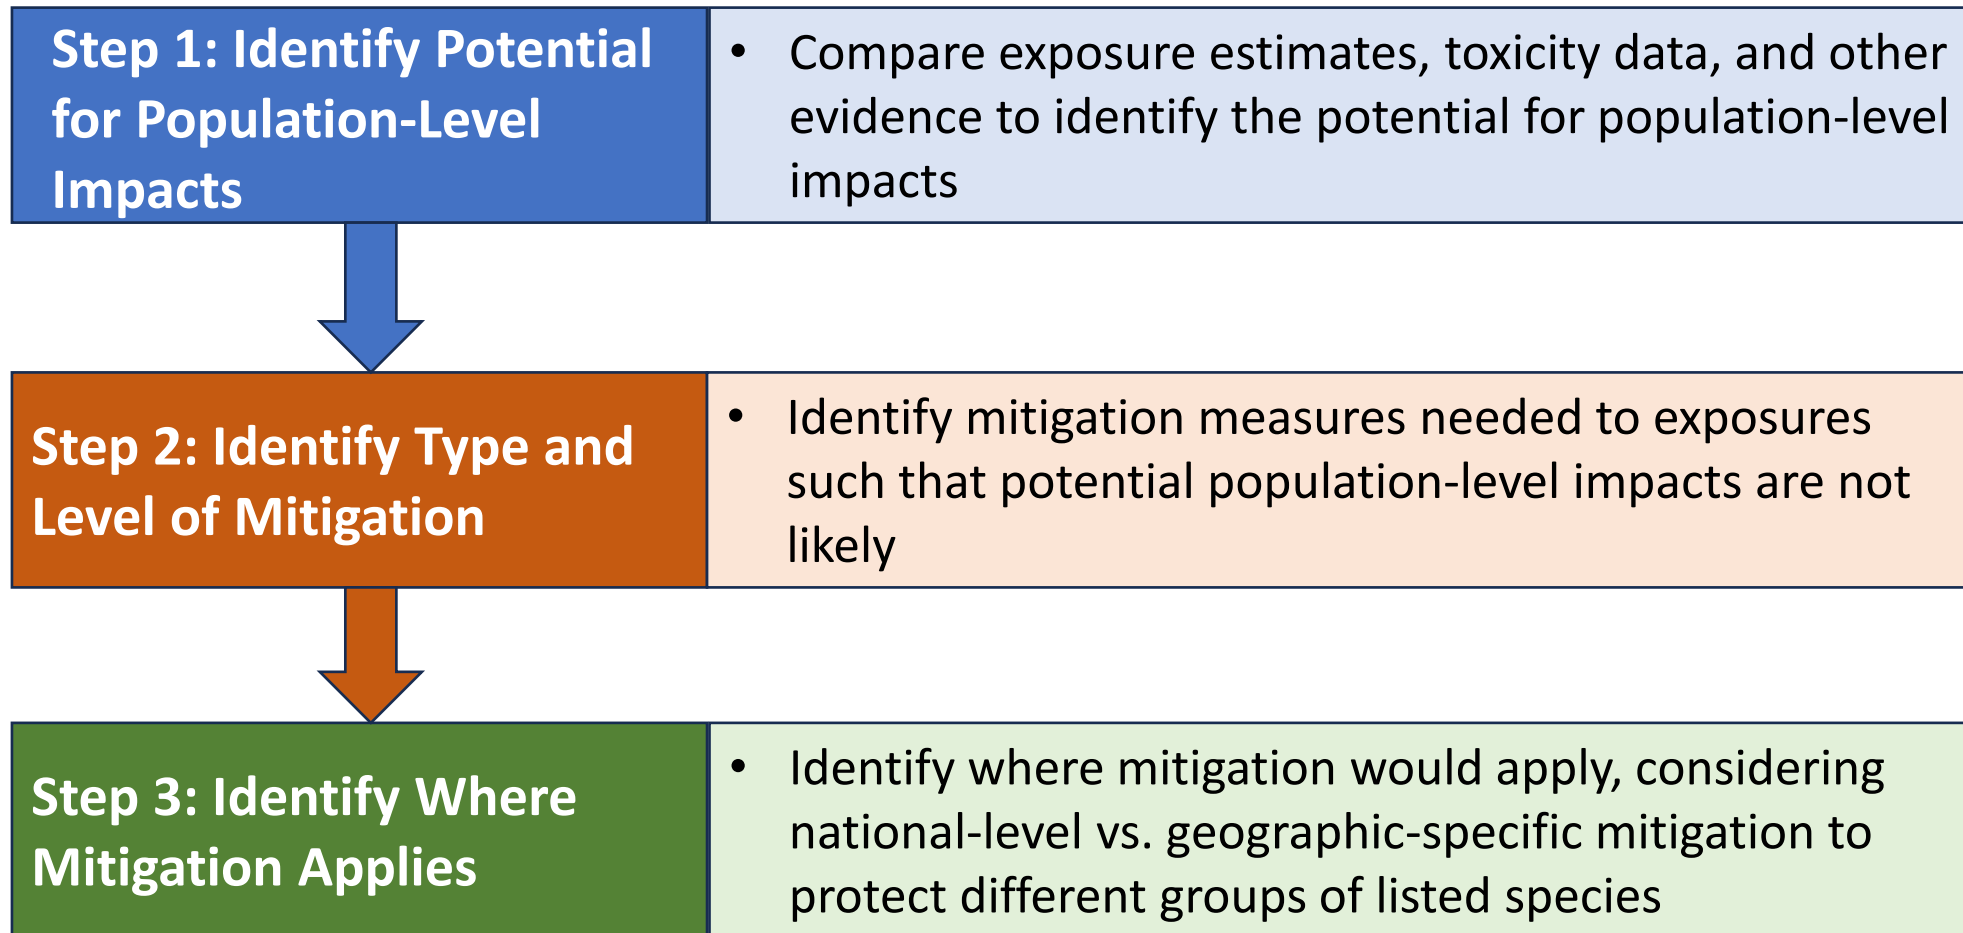 Step 1: Identify Potential
for Population-Level
Impacts
• Compare exposure estimates, toxicity data, and other
evidence to identify the potential for population-level
impacts
Step 2: Identify Type and
Level of Mitigation
• Identify mitigation measures needed to exposures
such that potential population-level impacts are not
likely
Step 3: Identify Where
Mitigation Applies
• Identify where mitigation would apply, considering
national-level vs. geographic-specific mitigation to
protect different groups of listed species